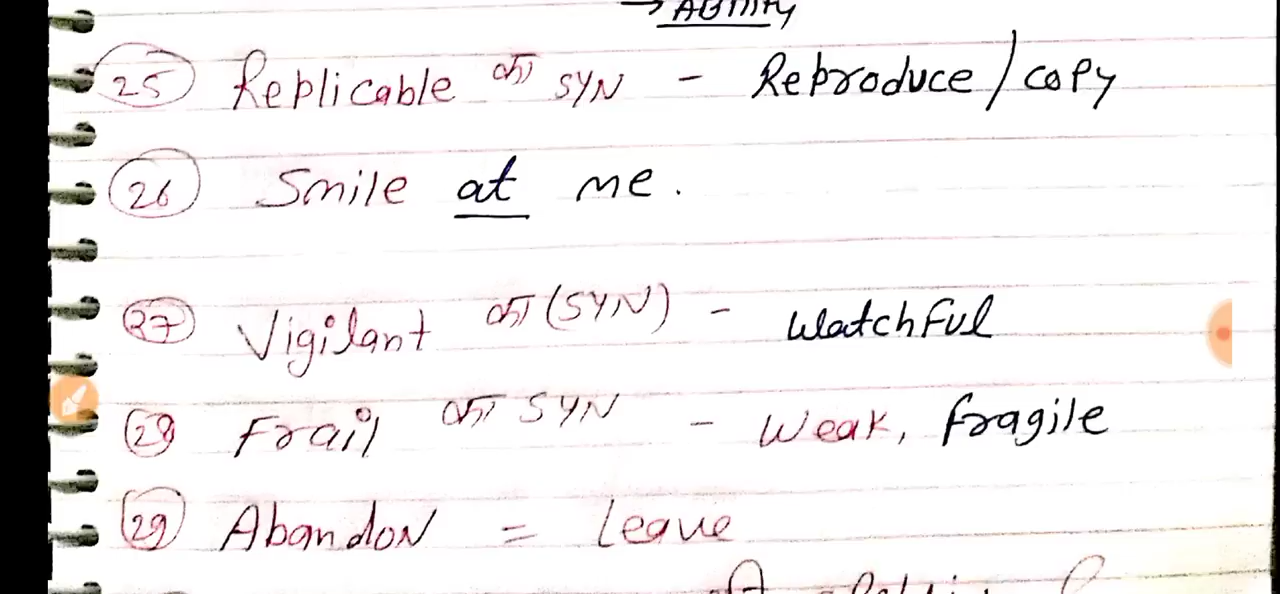 → Ability
25 Replicable का SYN - Reproduce / copy
26 Smile at me.
27 Vigilant का (SYN) - Watchful
28 Frail का SYN - Weak, fragile
29 Abandon = Leave